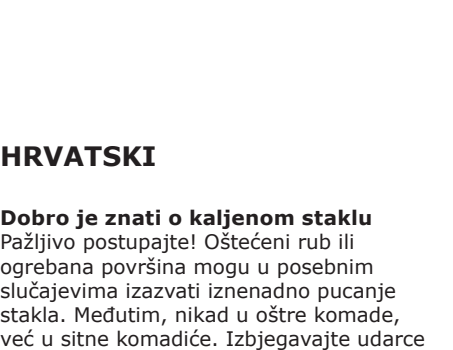 HRVATSKI
Dobro je znati o kaljenom staklu
Pažljivo postupajte! Oštećeni rub ili
ogrebana površina mogu u posebnim
slučajevima izazvati iznenadno pucanje
stakla. Međutim, nikad u oštre komade,
već u sitne komadiće. Izbjegavajte udarce